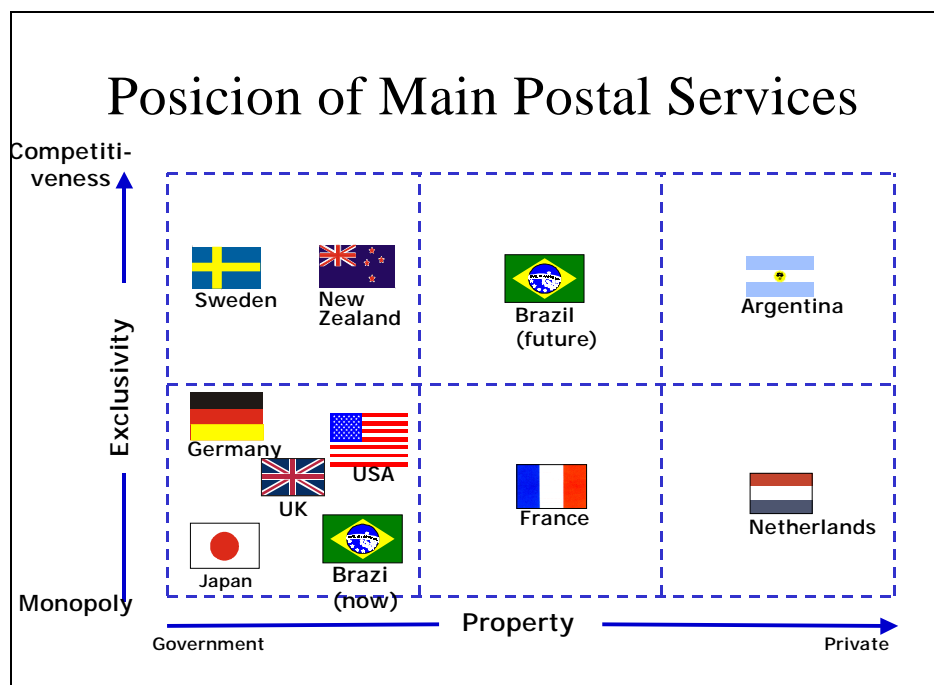 Posicion of Main Postal Services
Competiti-
veness
Sweden
New
Zealand
Brazil
(future)
Argentina
Exclusivity
Germany
USA
UK
France
Netherlands
Japan
Brazi
(now)
Monopoly
Property
Government
Private